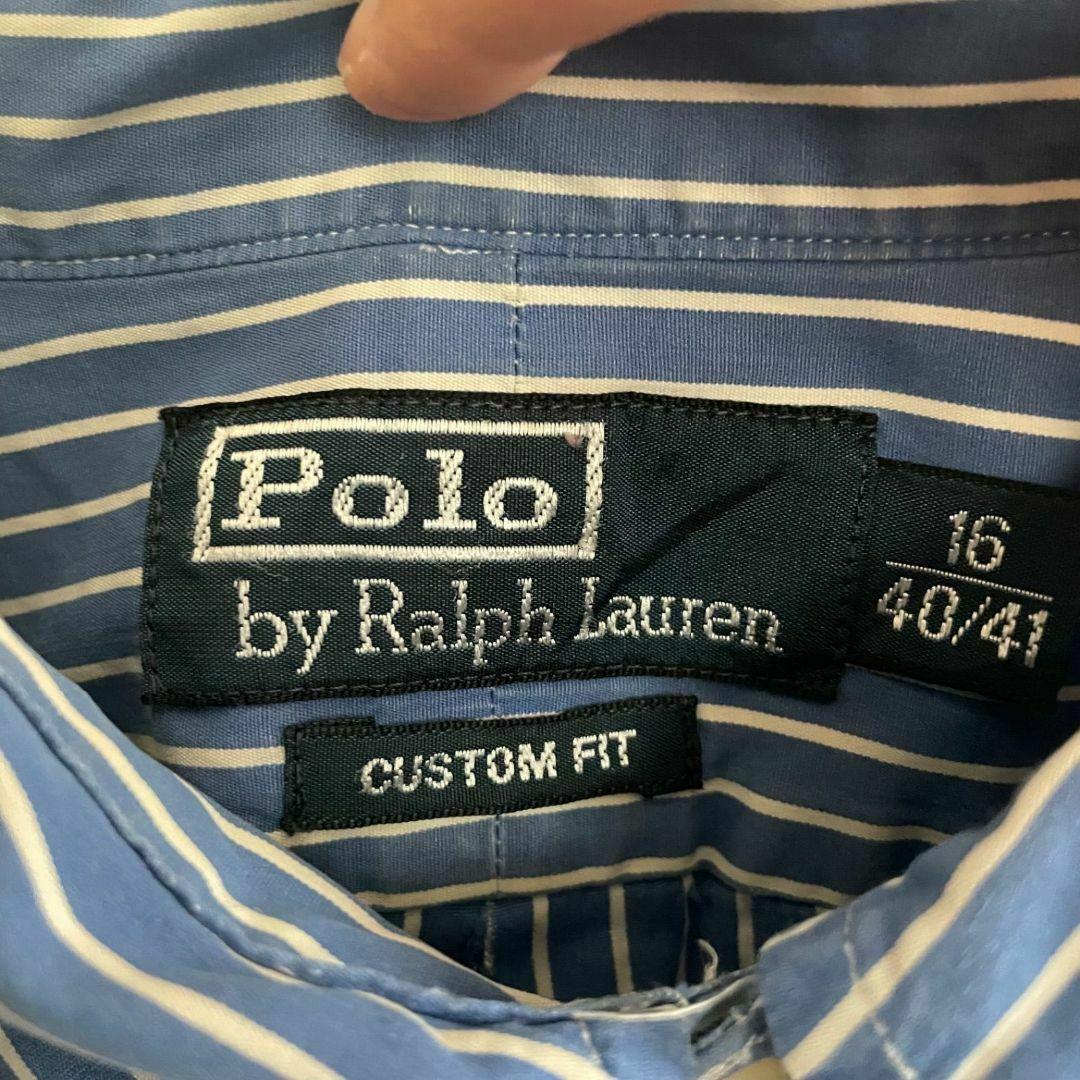 Polo
by Ralph Lauren
16
40/41
CUSTOM FIT